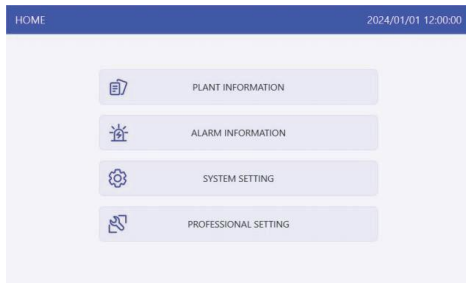 HOME 2024/01/01 12:00:00
PLANT INFORMATION
ALARM INFORMATION
SYSTEM SETTING
PROFESSIONAL SETTING